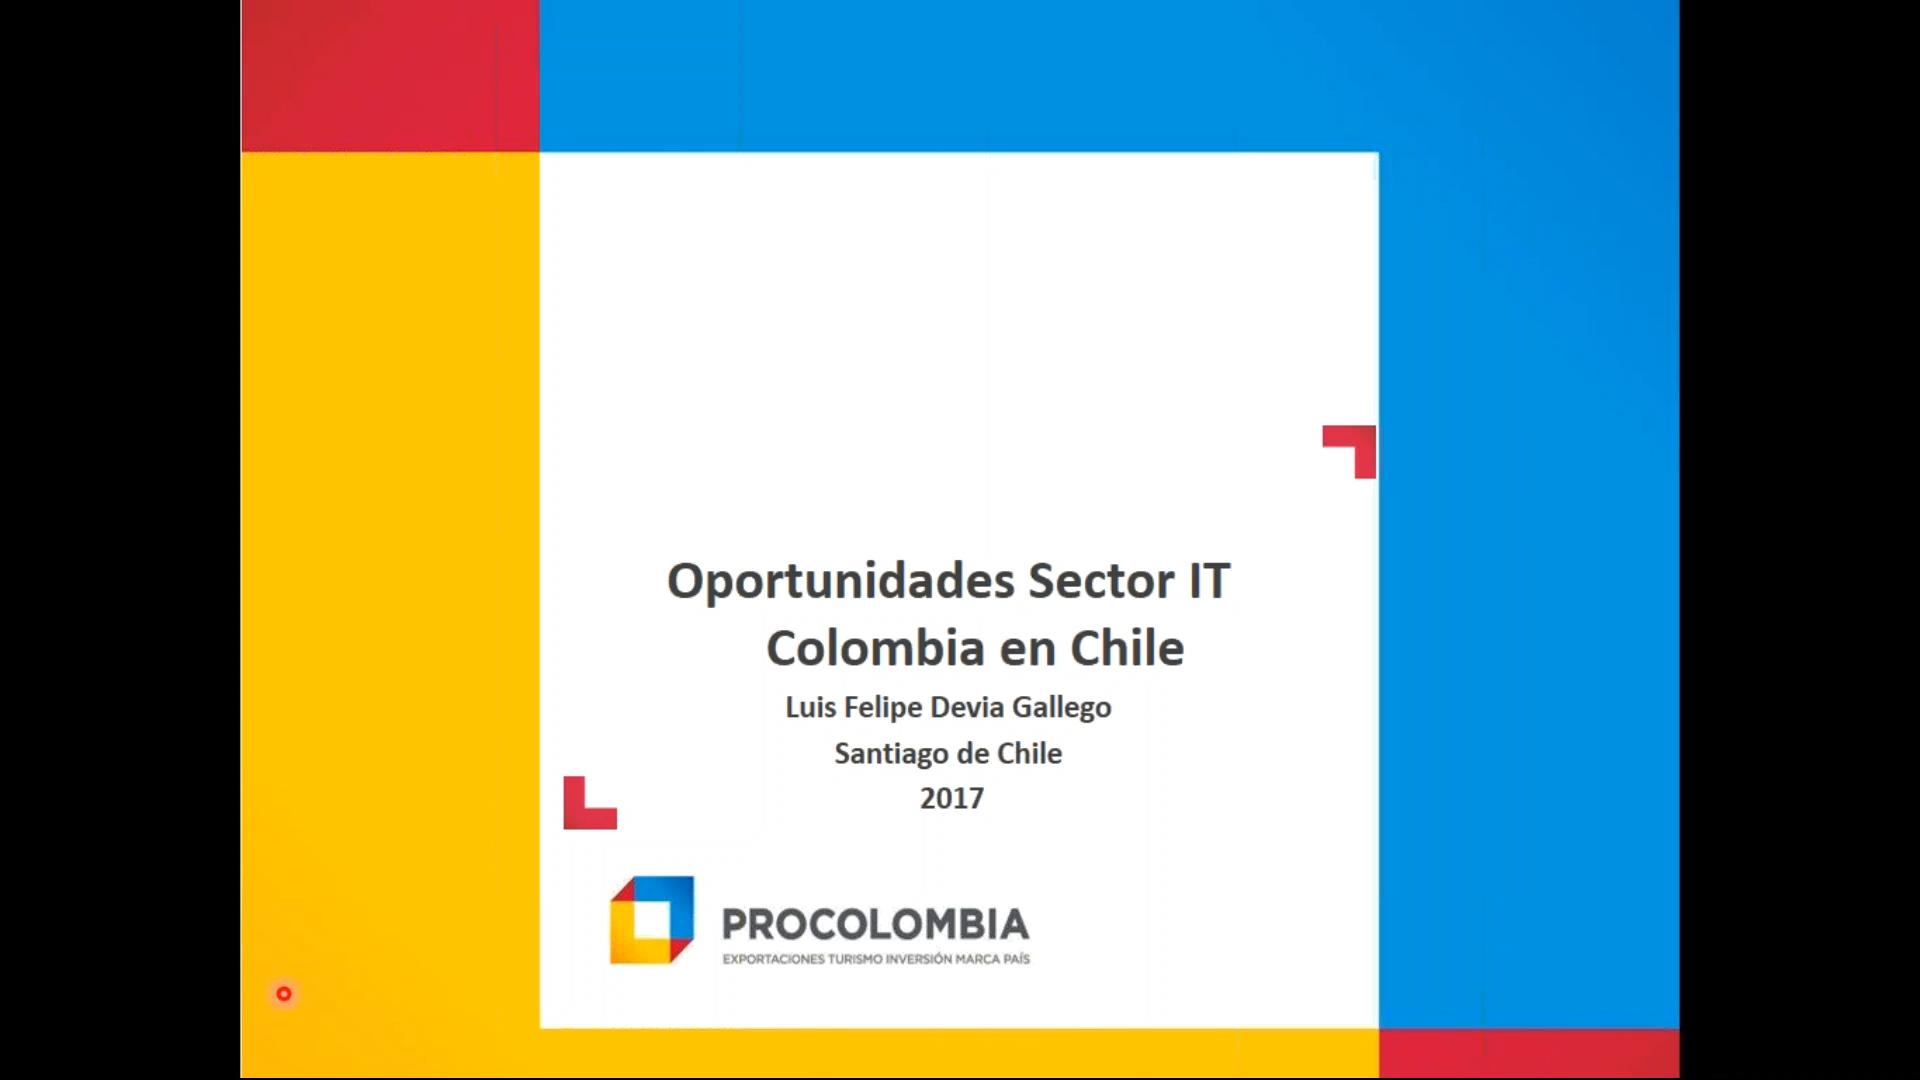 Oportunidades Sector IT
Colombia en Chile
Luis Felipe Devia Gallego
Santiago de Chile
2017
PROCOLOMBIA
EXPORTACIONES TURISMO INVERSIÓN MARCA PAÍS